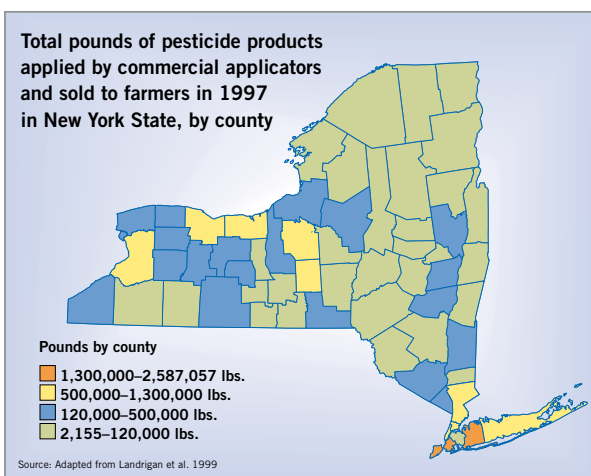 Total pounds of pesticide products
applied by commercial applicators
and sold to farmers in 1997
in New York State, by county
Pounds by county
1,300,000–2,587,057 lbs.
500,000–1,300,000 lbs.
120,000–500,000 lbs.
2,155–120,000 lbs.
Source: Adapted from Landrigan et al. 1999